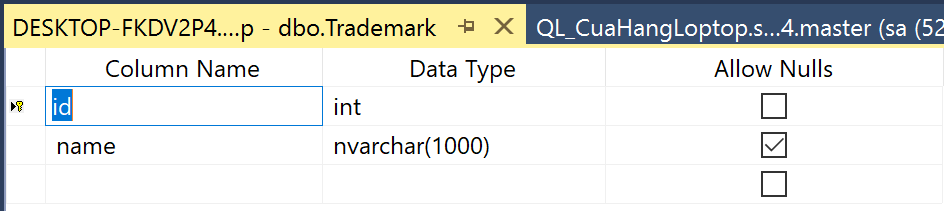 DESKTOP-FKDV2P4....p - dbo.Trademark QL_CuaHangLoptop.s...4.master (sa (52
Column Name Data Type Allow Nulls
id int
name nvarchar(1000)